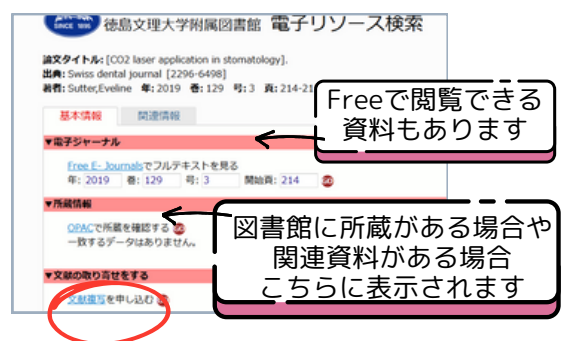 SINCE 1895
徳島文理大学附属図書館 電子リソース検索
論文タイトル: [CO2 laser application in stomatology].
出典: Swiss dental journal [2296-6498]
著者: Sutter,Eveline 年: 2019 巻: 129 号: 3 頁: 214-21
基本情報 関連情報
Freeで閲覧できる
資料もあります
▼電子ジャーナル
Free E- Journalsでフルテキストを見る
年: 2019 巻: 129 号: 3 開始頁: 214
▼所蔵情報
OPACで所蔵を確認する
一致するデータはありません。
図書館に所蔵がある場合や
関連資料がある場合
こちらに表示されます
▼文献の取り寄せをする
文献複写を申し込む